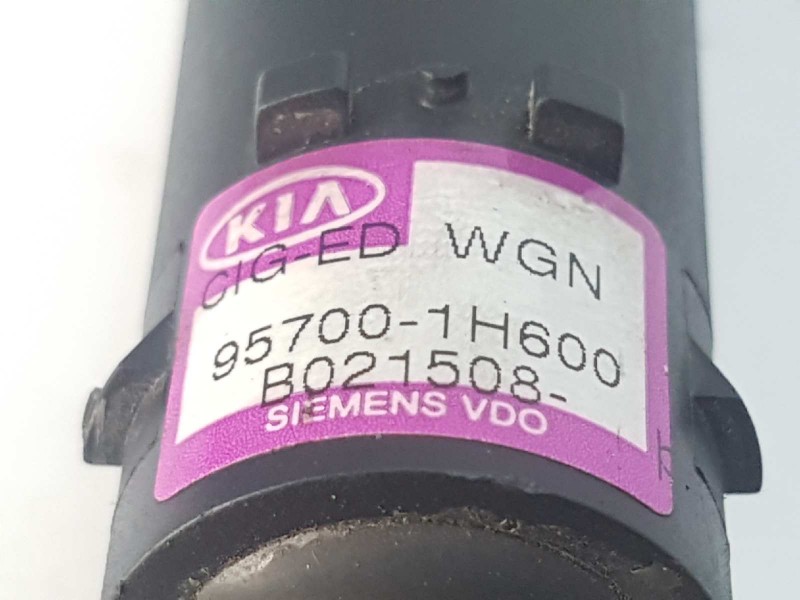 KIA
CIG-ED WGN
95700-1H600
B021508-
SIEMENS VDO